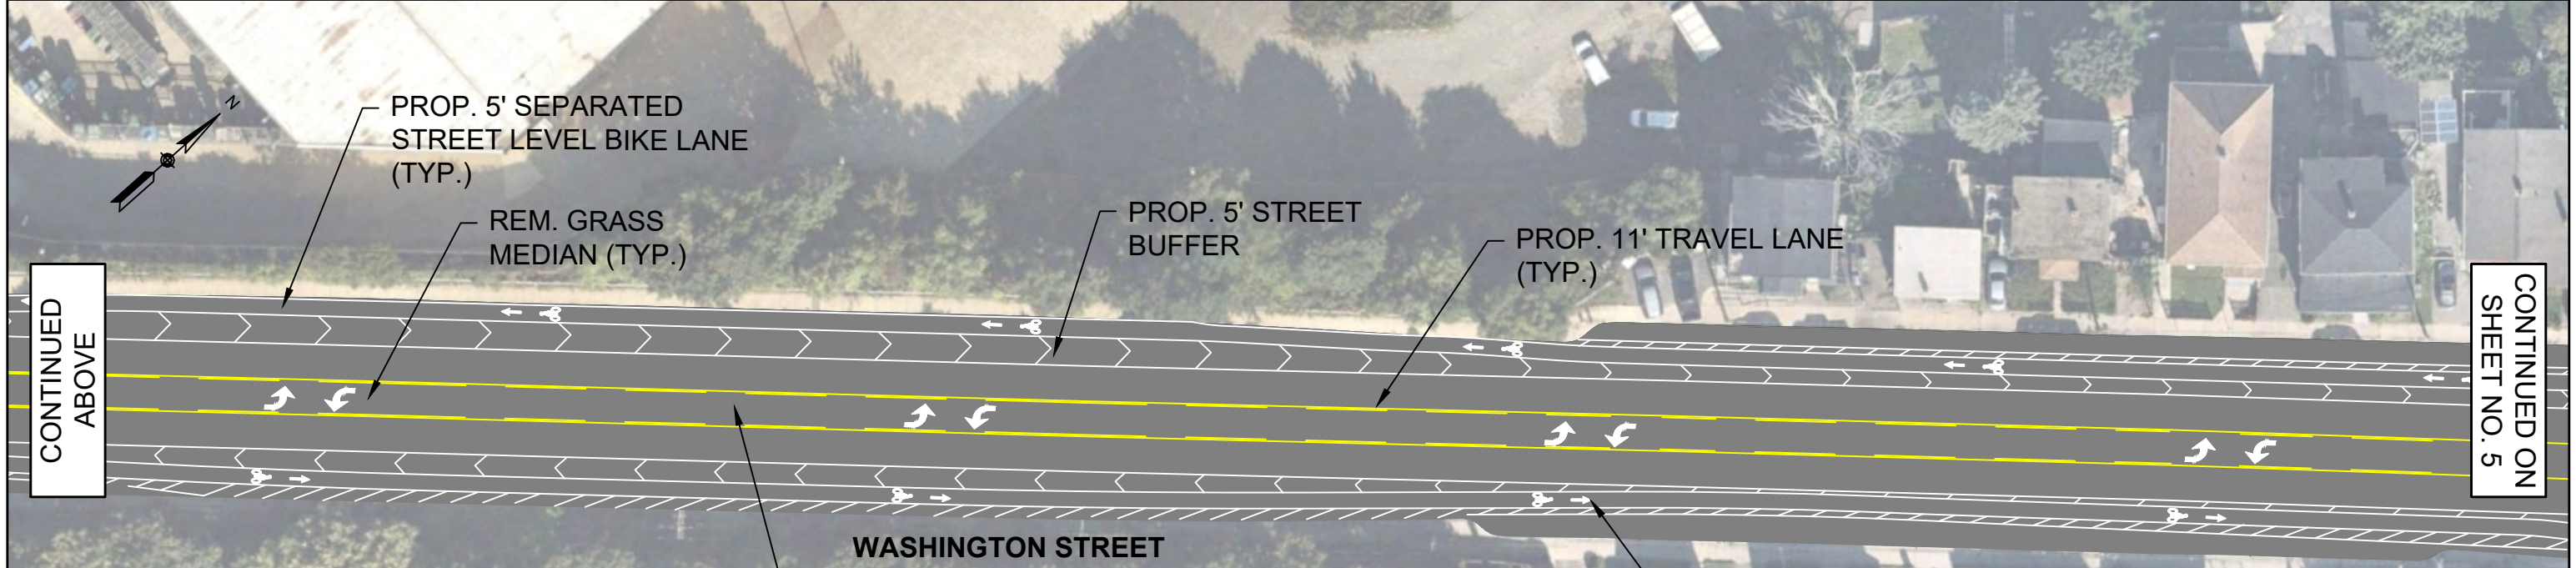 N
PROP. 5' SEPARATED
STREET LEVEL BIKE LANE
(TYP.)
REM. GRASS
MEDIAN (TYP.)
PROP. 5' STREET
BUFFER
PROP. 11' TRAVEL LANE
(TYP.)
CONTINUED
ABOVE
CONTINUED ON
SHEET NO. 5
WASHINGTON STREET